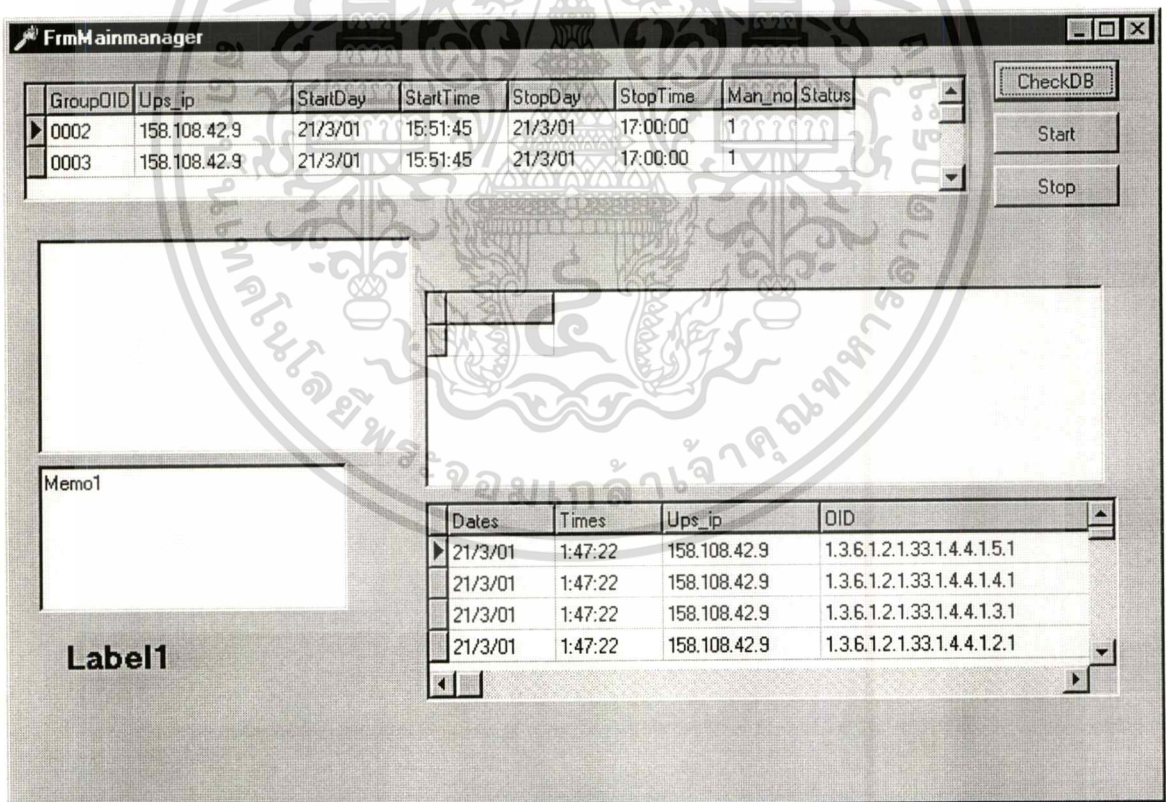 FrmMainmanager
GroupOID Ups_ip StartDay StartTime StopDay StopTime Man_no Status
0002 158.108.42.9 21/3/01 15:51:45 21/3/01 17:00:00 1
0003 158.108.42.9 21/3/01 15:51:45 21/3/01 17:00:00 1
CheckDB
Start
Stop
Memo1
Label1
Dates Times Ups_ip OID
21/3/01 1:47:22 158.108.42.9 1.3.6.1.2.1.33.1.4.4.1.5.1
21/3/01 1:47:22 158.108.42.9 1.3.6.1.2.1.33.1.4.4.1.4.1
21/3/01 1:47:22 158.108.42.9 1.3.6.1.2.1.33.1.4.4.1.3.1
21/3/01 1:47:22 158.108.42.9 1.3.6.1.2.1.33.1.4.4.1.2.1